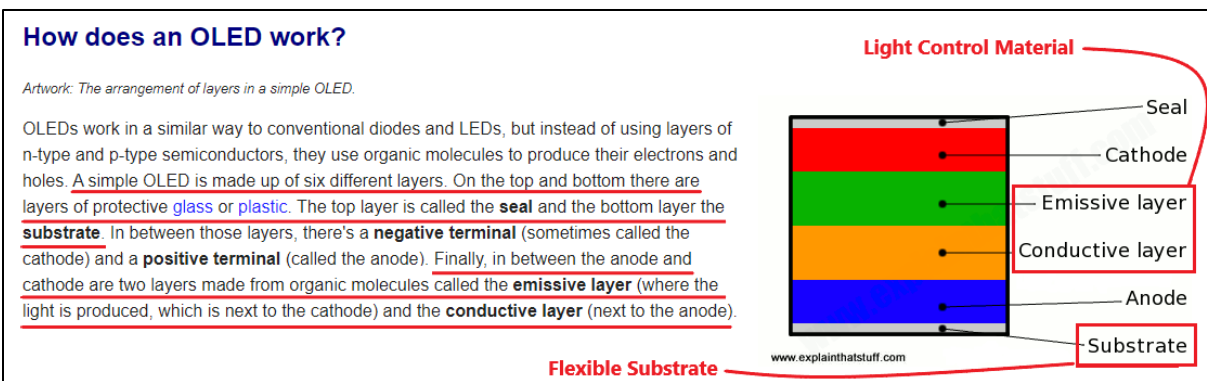 How does an OLED work?
Light Control Material
Artwork: The arrangement of layers in a simple OLED.
OLEDs work in a similar way to conventional diodes and LEDs, but instead of using layers of
n-type and p-type semiconductors, they use organic molecules to produce their electrons and
holes. A simple OLED is made up of six different layers. On the top and bottom there are
layers of protective glass or plastic. The top layer is called the seal and the bottom layer the
substrate. In between those layers, there's a negative terminal (sometimes called the
cathode) and a positive terminal (called the anode). Finally, in between the anode and
cathode are two layers made from organic molecules called the emissive layer (where the
light is produced, which is next to the cathode) and the conductive layer (next to the anode).
Seal
Cathode
Emissive layer
Conductive layer
Anode
Substrate
www.explainthatstuff.com
Flexible Substrate